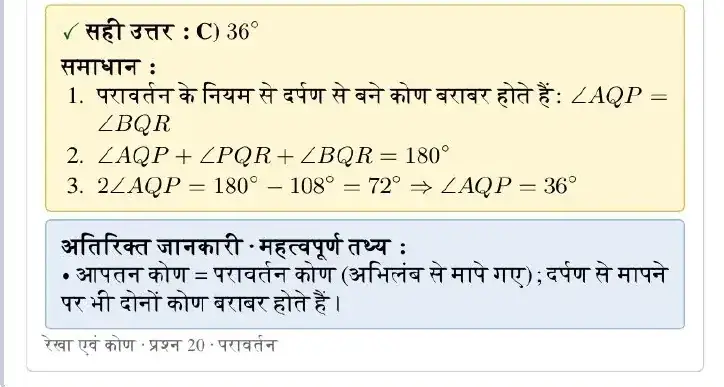 ✓ सही उत्तर : C) 36°
समाधान :
1. परावर्तन के नियम से दर्पण से बने कोण बराबर होते हैं: ∠AQP =
∠BQR
2. ∠AQP + ∠PQR + ∠BQR = 180°
3. 2∠AQP = 180° − 108° = 72° ⇒ ∠AQP = 36°
अतिरिक्त जानकारी · महत्वपूर्ण तथ्य :
• आपतन कोण = परावर्तन कोण (अभिलंब से मापे गए); दर्पण से मापने
पर भी दोनों कोण बराबर होते हैं।
रेखा एवं कोण · प्रश्न 20 · परावर्तन